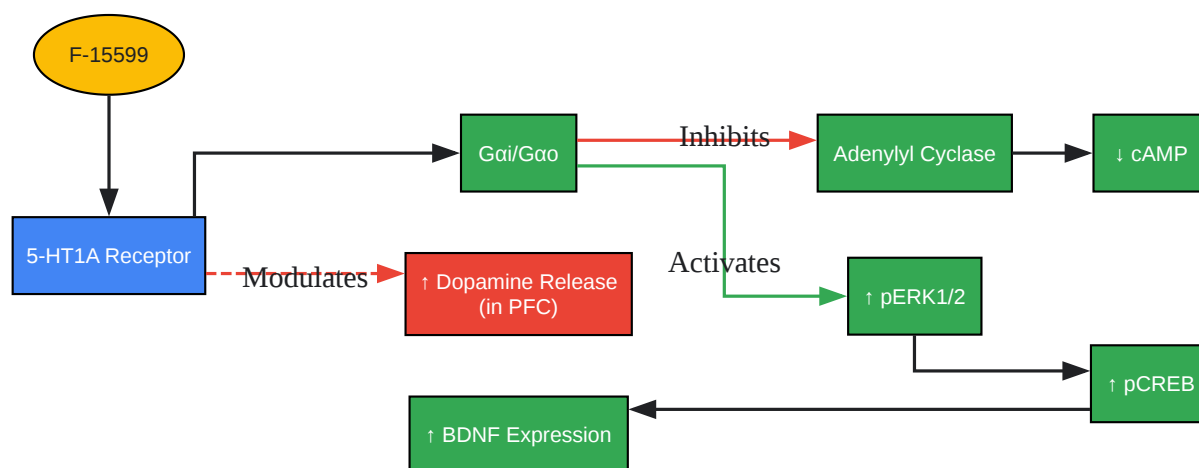 F-15599
Gαi/Gαo
Inhibits
Adenylyl Cyclase
↓ cAMP
5-HT1A Receptor
Modulates
↑ Dopamine Release
(in PFC)
Activates
↑ pERK1/2
↑ pCREB
↑ BDNF Expression